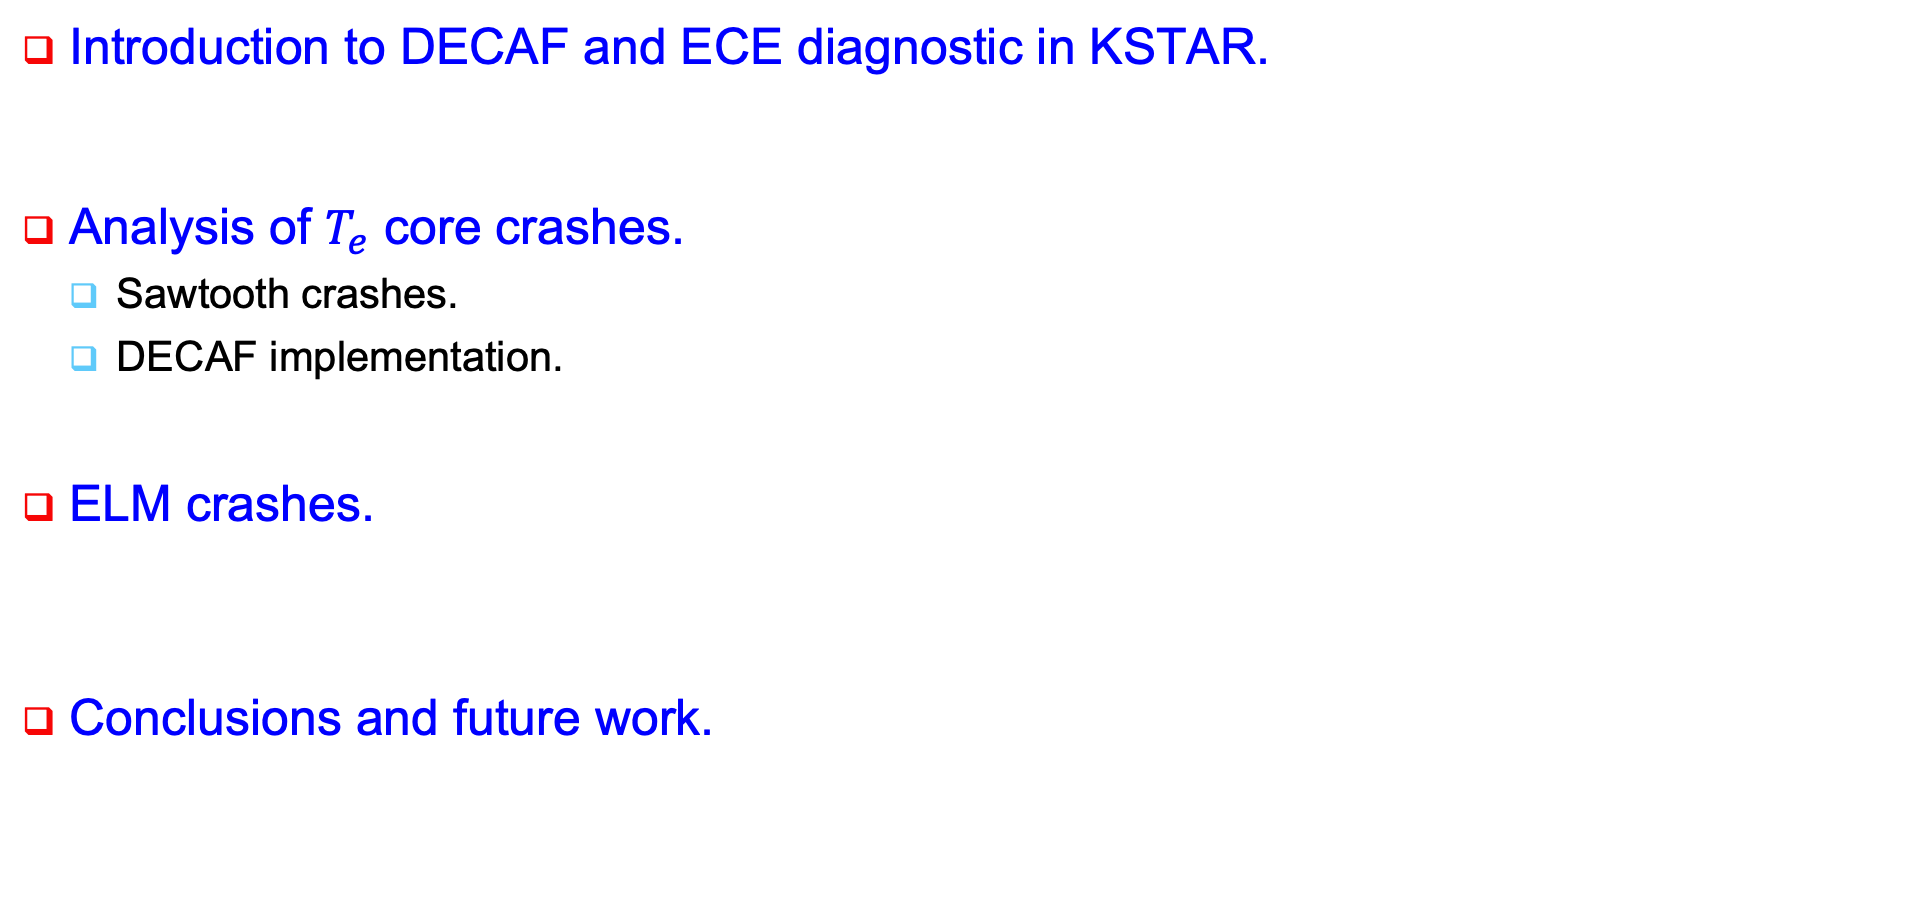 Introduction to DECAF and ECE diagnostic in KSTAR.
Analysis of $T_e$ core crashes.
Sawtooth crashes.
DECAF implementation.
ELM crashes.
Conclusions and future work.